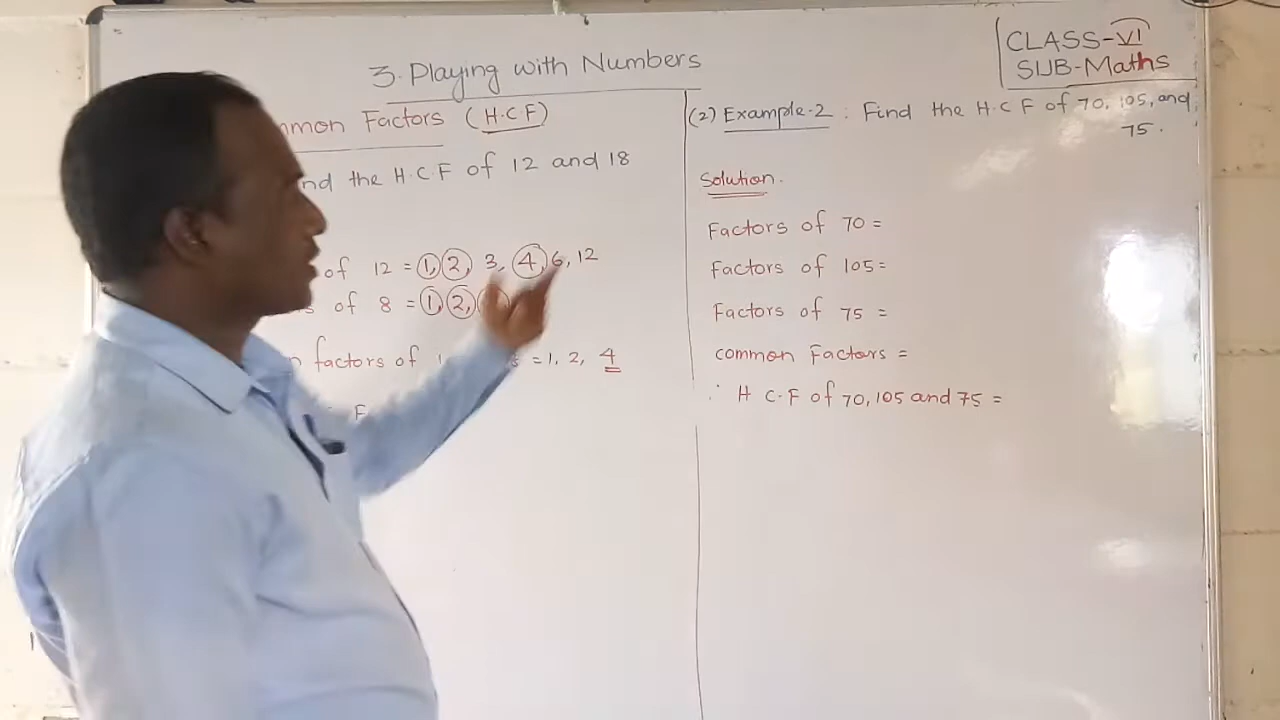 CLASS-VI
SUB-Maths
3. Playing with Numbers
Common Factors (H.C.F)
the H.C.F of 12 and 18
of 12 = 1, 2, 3, 4, 6, 12
of 8 = 1, 2,
factors of = 1, 2, 4
F
(2) Example-2 : Find the H.C.F of 70, 105, and
75.
Solution.
Factors of 70 =
Factors of 105=
Factors of 75 =
common Factors =
∴ H C.F of 70, 105 and 75 =